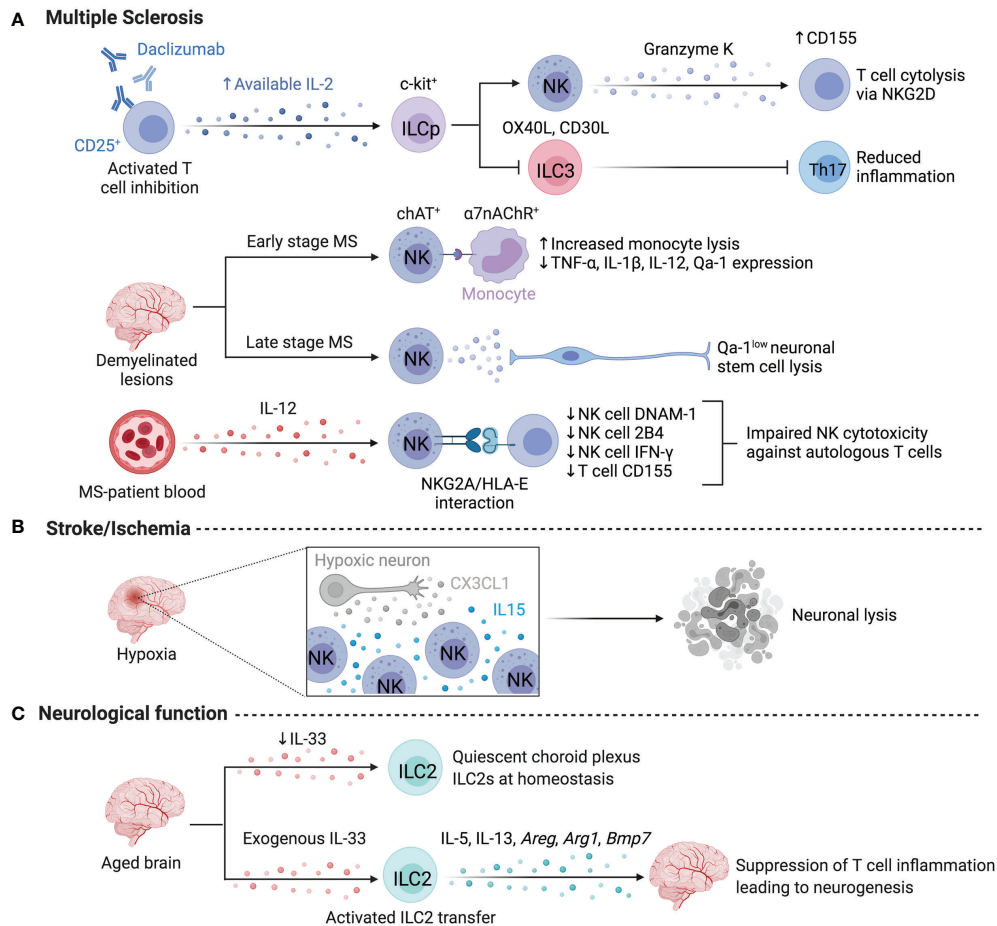 A Multiple Sclerosis
Daclizumab
CD25⁺
Activated T
cell inhibition
↑Available IL-2
c-kit⁺
ILCp
NK
Granzyme K
↑CD155
T cell cytolysis
via NKG2D
OX40L, CD30L
ILC3
Th17
Reduced
inflammation
Demyelinated
lesions
Early stage MS
chAT⁺
α7nAChR⁺
NK
Monocyte
↑Increased monocyte lysis
↓TNF-α, IL-1β, IL-12, Qa-1 expression
Late stage MS
NK
Qa-1ˡᵒʷ neuronal
stem cell lysis
MS-patient blood
IL-12
NK
NKG2A/HLA-E
interaction
↓NK cell DNAM-1
↓NK cell 2B4
↓NK cell IFN-γ
↓T cell CD155
Impaired NK cytotoxicity
against autologous T cells
B Stroke/Ischemia
Hypoxia
Hypoxic neuron
CX3CL1
IL15
NK
NK
NK
NK
Neuronal lysis
C Neurological function
Aged brain
↓IL-33
ILC2
Quiescent choroid plexus
ILC2s at homeostasis
Exogenous IL-33
ILC2
Activated ILC2 transfer
IL-5, IL-13, Areg, Arg1, Bmp7
Suppression of T cell inflammation
leading to neurogenesis